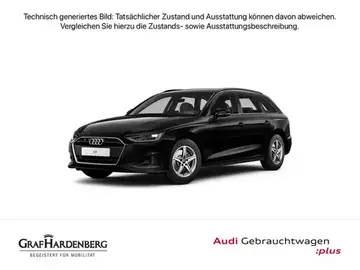 Technisch generiertes Bild: Tatsächlicher Zustand und Ausstattung können davon abweichen.
Vergleichen Sie hierzu die Zustands- sowie Ausstattungsbeschreibung.
GRAF HARDENBERG
BEGEISTERT FÜR MOBILITÄT
Audi Gebrauchtwagen
:plus